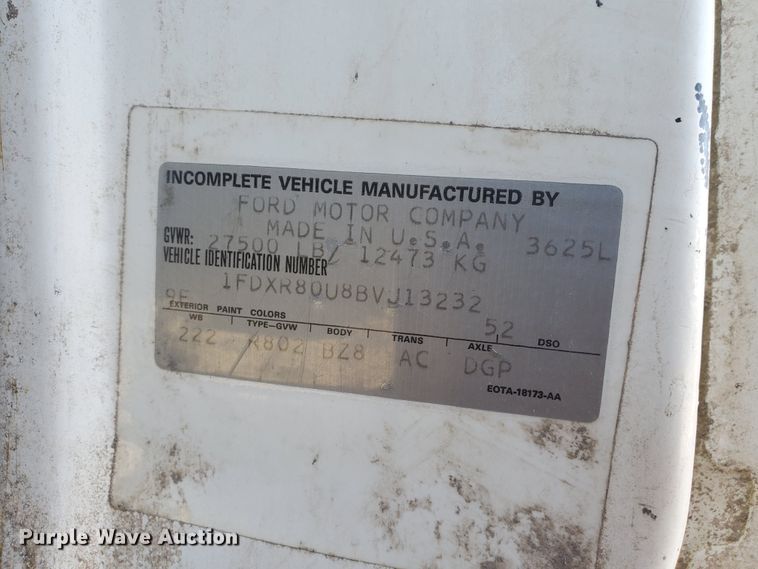 INCOMPLETE VEHICLE MANUFACTURED BY
FORD MOTOR COMPANY
MADE IN U.S.A. 3625L
GVWR: 27500 LB/ 12473 KG
VEHICLE IDENTIFICATION NUMBER
1FDXR80U8BVJ13232
9E 52
EXTERIOR PAINT COLORS DSO
WB TYPE-GVW BODY TRANS AXLE
222 R802 BZ8 AC DGP
EOTA-18173-AA
Purple Wave Auction